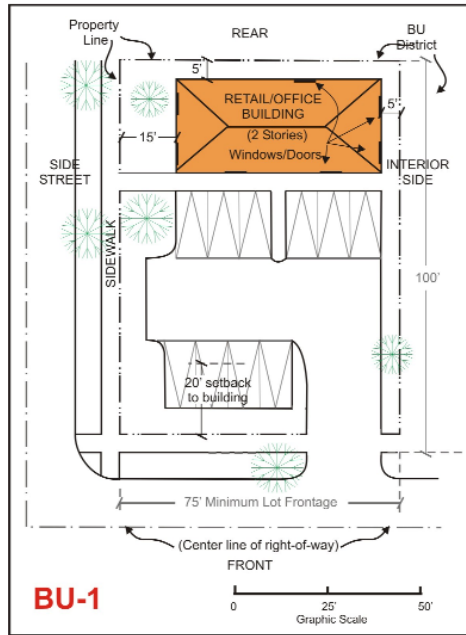 Property
Line
REAR
BU
District
5'
RETAIL/OFFICE
BUILDING
(2 Stories)
Windows/Doors
5'
15'
SIDE
STREET
INTERIOR
SIDE
SIDEWALK
100'
20' setback
to building
75' Minimum Lot Frontage
(Center line of right-of-way)
FRONT
BU-1
0 25' 50'
Graphic Scale